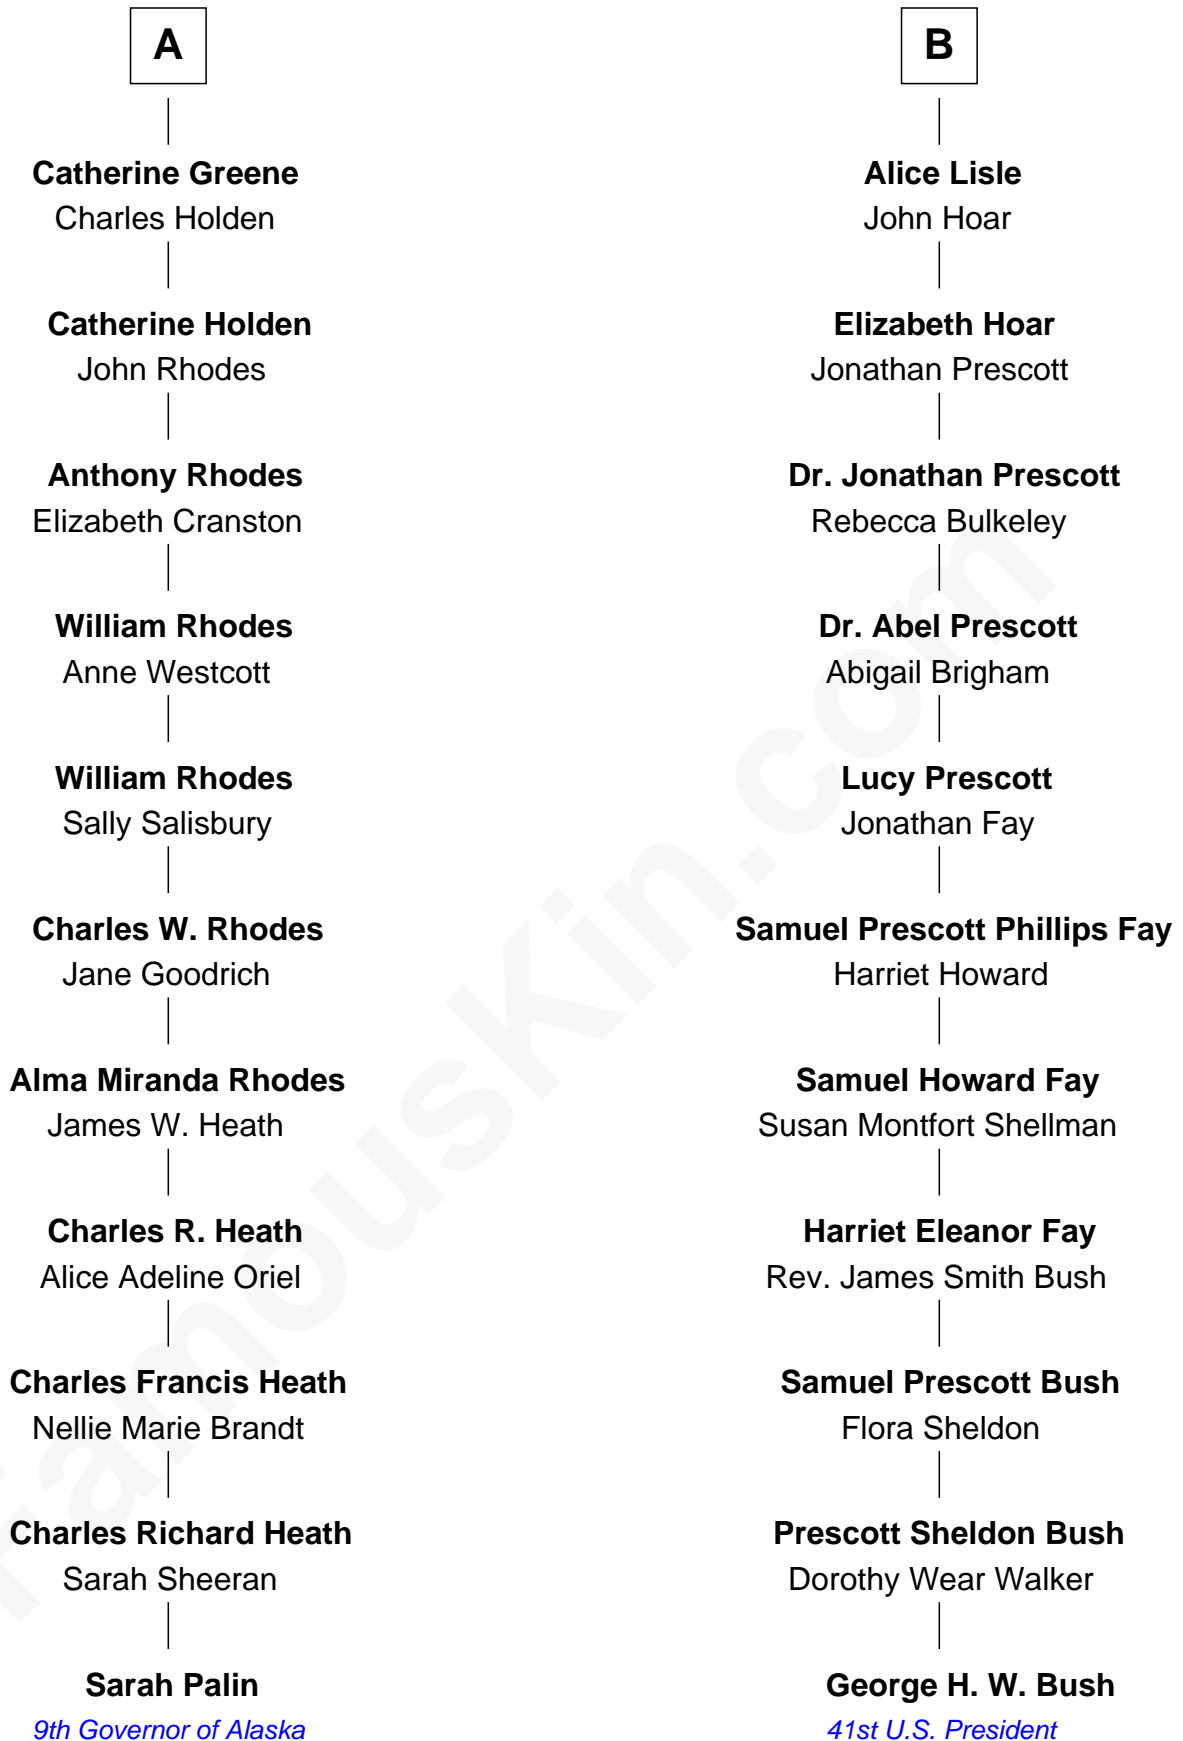 A
Catherine Greene
Charles Holden
Catherine Holden
John Rhodes
Anthony Rhodes
Elizabeth Cranston
William Rhodes
Anne Westcott
William Rhodes
Sally Salisbury
Charles W. Rhodes
Jane Goodrich
Alma Miranda Rhodes
James W. Heath
Charles R. Heath
Alice Adeline Oriel
Charles Francis Heath
Nellie Marie Brandt
Charles Richard Heath
Sarah Sheeran
Sarah Palin
9th Governor of Alaska
B
Alice Lisle
John Hoar
Elizabeth Hoar
Jonathan Prescott
Dr. Jonathan Prescott
Rebecca Bulkeley
Dr. Abel Prescott
Abigail Brigham
Lucy Prescott
Jonathan Fay
Samuel Prescott Phillips Fay
Harriet Howard
Samuel Howard Fay
Susan Montfort Shellman
Harriet Eleanor Fay
Rev. James Smith Bush
Samuel Prescott Bush
Flora Sheldon
Prescott Sheldon Bush
Dorothy Wear Walker
George H. W. Bush
41st U.S. President
FamousKin.com